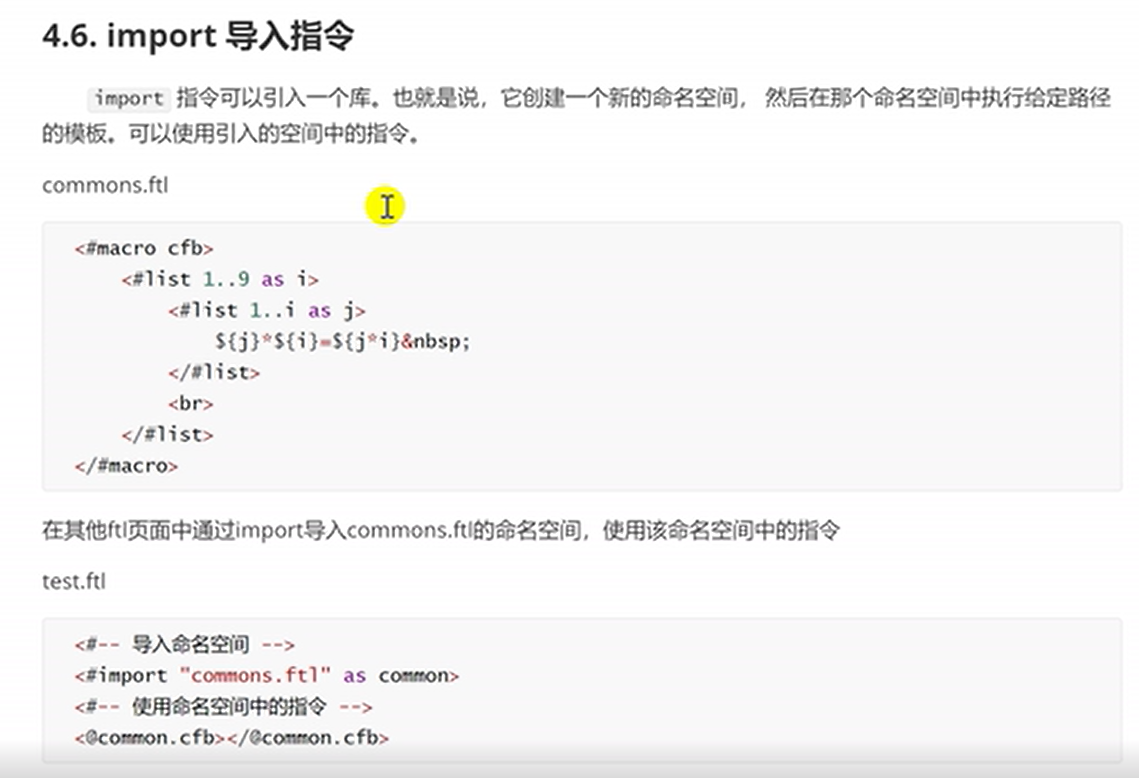 4.6. import 导入指令
import 指令可以引入一个库。也就是说，它创建一个新的命名空间， 然后在那个命名空间中执行给定路径
的模板。可以使用引入的空间中的指令。
commons.ftl
<#macro cfb>
    <#list 1..9 as i>
        <#list 1..i as j>
            ${j}*${i}=${j*i}&nbsp;
        </#list>
        <br>
    </#list>
</#macro>
在其他ftl页面中通过import导入commons.ftl的命名空间，使用该命名空间中的指令
test.ftl
<#-- 导入命名空间 -->
<#import "commons.ftl" as common>
<#-- 使用命名空间中的指令 -->
<@common.cfb></@common.cfb>